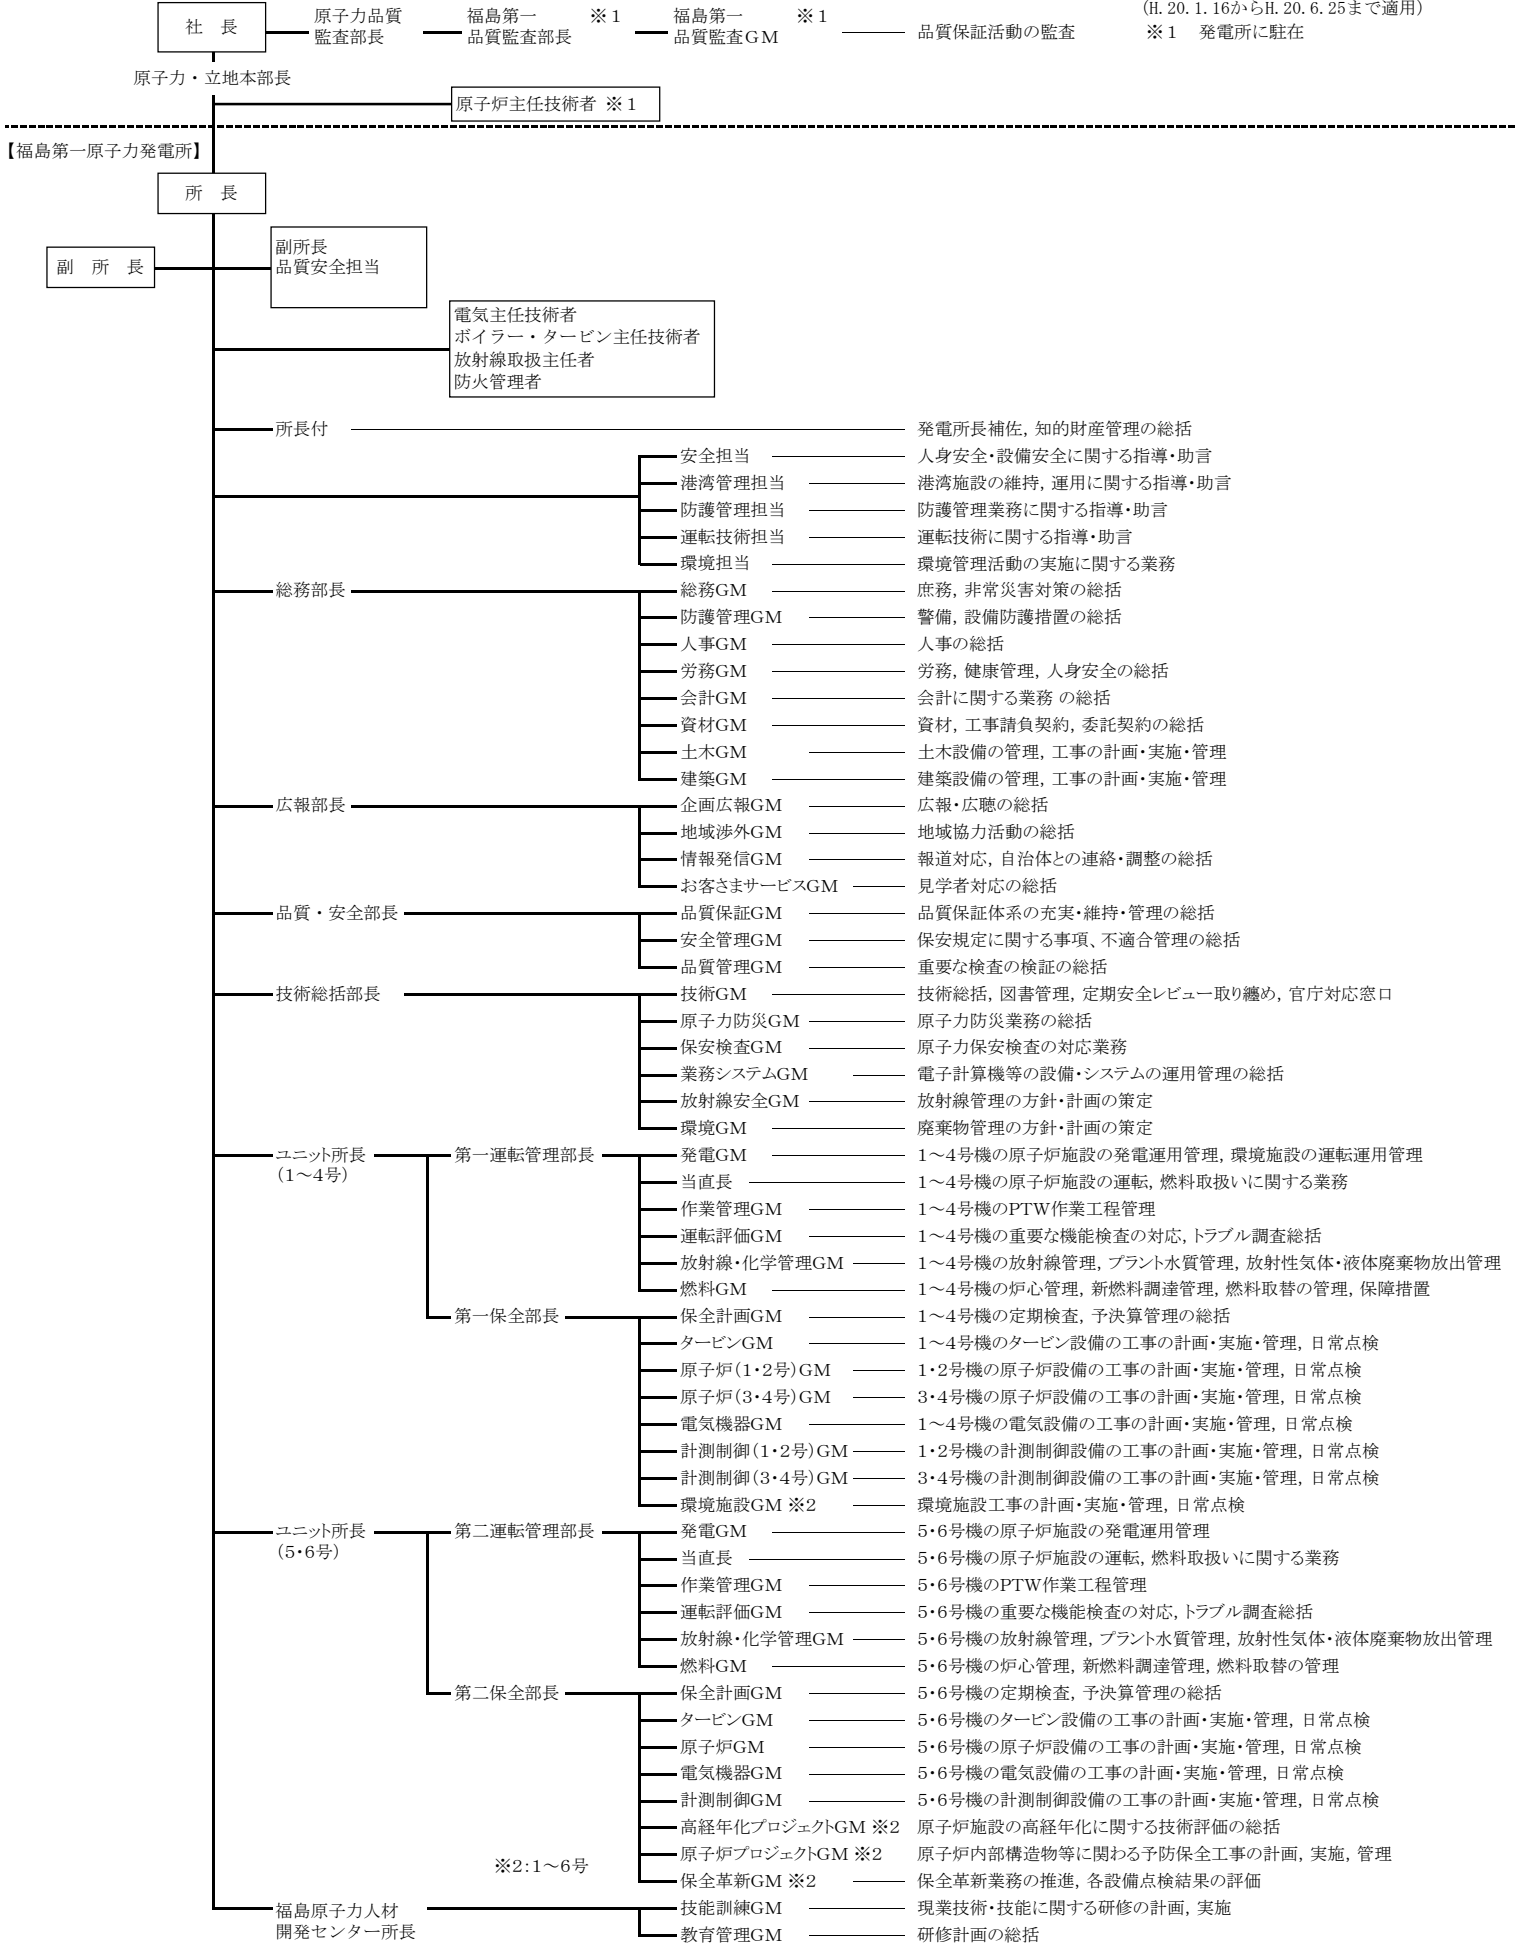 (H.20.1.16からH.20.6.25まで適用)
社 長
原子力品質
監査部長
福島第一 ※1
品質監査部長
福島第一 ※1
品質監査GM
品質保証活動の監査
※1 発電所に駐在
原子力・立地本部長
原子炉主任技術者 ※1
【福島第一原子力発電所】
所 長
副 所 長
副所長
品質安全担当
電気主任技術者
ボイラー・タービン主任技術者
放射線取扱主任者
防火管理者
所長付 発電所長補佐, 知的財産管理の総括
安全担当 人身安全・設備安全に関する指導・助言
港湾管理担当 港湾施設の維持, 運用に関する指導・助言
防護管理担当 防護管理業務に関する指導・助言
運転技術担当 運転技術に関する指導・助言
環境担当 環境管理活動の実施に関する業務
総務部長 総務GM 庶務, 非常災害対策の総括
防護管理GM 警備, 設備防護措置の総括
人事GM 人事の総括
労務GM 労務, 健康管理, 人身安全の総括
会計GM 会計に関する業務 の総括
資材GM 資材, 工事請負契約, 委託契約の総括
土木GM 土木設備の管理, 工事の計画・実施・管理
建築GM 建築設備の管理, 工事の計画・実施・管理
広報部長 企画広報GM 広報・広聴の総括
地域渉外GM 地域協力活動の総括
情報発信GM 報道対応, 自治体との連絡・調整の総括
お客さまサービスGM 見学者対応の総括
品質・安全部長 品質保証GM 品質保証体系の充実・維持・管理の総括
安全管理GM 保安規定に関する事項、不適合管理の総括
品質管理GM 重要な検査の検証の総括
技術総括部長 技術GM 技術総括, 図書管理, 定期安全レビュー取り纏め, 官庁対応窓口
原子力防災GM 原子力防災業務の総括
保安検査GM 原子力保安検査の対応業務
業務システムGM 電子計算機等の設備・システムの運用管理の総括
放射線安全GM 放射線管理の方針・計画の策定
環境GM 廃棄物管理の方針・計画の策定
ユニット所長 第一運転管理部長 発電GM 1～4号機の原子炉施設の発電運用管理, 環境施設の運転運用管理
(1～4号)
当直長 1～4号機の原子炉施設の運転, 燃料取扱いに関する業務
作業管理GM 1～4号機のPTW作業工程管理
運転評価GM 1～4号機の重要な機能検査の対応, トラブル調査総括
放射線・化学管理GM 1～4号機の放射線管理, プラント水質管理, 放射性気体・液体廃棄物放出管理
燃料GM 1～4号機の炉心管理, 新燃料調達管理, 燃料取替の管理, 保障措置
第一保全部長 保全計画GM 1～4号機の定期検査, 予決算管理の総括
タービンGM 1～4号機のタービン設備の工事の計画・実施・管理, 日常点検
原子炉(1・2号)GM 1・2号機の原子炉設備の工事の計画・実施・管理, 日常点検
原子炉(3・4号)GM 3・4号機の原子炉設備の工事の計画・実施・管理, 日常点検
電気機器GM 1～4号機の電気設備の工事の計画・実施・管理, 日常点検
計測制御(1・2号)GM 1・2号機の計測制御設備の工事の計画・実施・管理, 日常点検
計測制御(3・4号)GM 3・4号機の計測制御設備の工事の計画・実施・管理, 日常点検
環境施設GM ※2 環境施設工事の計画・実施・管理, 日常点検
ユニット所長 第二運転管理部長 発電GM 5・6号機の原子炉施設の発電運用管理
(5・6号)
当直長 5・6号機の原子炉施設の運転, 燃料取扱いに関する業務
作業管理GM 5・6号機のPTW作業工程管理
運転評価GM 5・6号機の重要な機能検査の対応, トラブル調査総括
放射線・化学管理GM 5・6号機の放射線管理, プラント水質管理, 放射性気体・液体廃棄物放出管理
燃料GM 5・6号機の炉心管理, 新燃料調達管理, 燃料取替の管理
第二保全部長 保全計画GM 5・6号機の定期検査, 予決算管理の総括
タービンGM 5・6号機のタービン設備の工事の計画・実施・管理, 日常点検
原子炉GM 5・6号機の原子炉設備の工事の計画・実施・管理, 日常点検
電気機器GM 5・6号機の電気設備の工事の計画・実施・管理, 日常点検
計測制御GM 5・6号機の計測制御設備の工事の計画・実施・管理, 日常点検
高経年化プロジェクトGM ※2 原子炉施設の高経年化に関する技術評価の総括
原子炉プロジェクトGM ※2 原子炉内部構造物等に関わる予防保全工事の計画, 実施, 管理
※2:1～6号
保全革新GM ※2 保全革新業務の推進, 各設備点検結果の評価
福島原子力人材 技能訓練GM 現業技術・技能に関する研修の計画, 実施
開発センター所長 教育管理GM 研修計画の総括